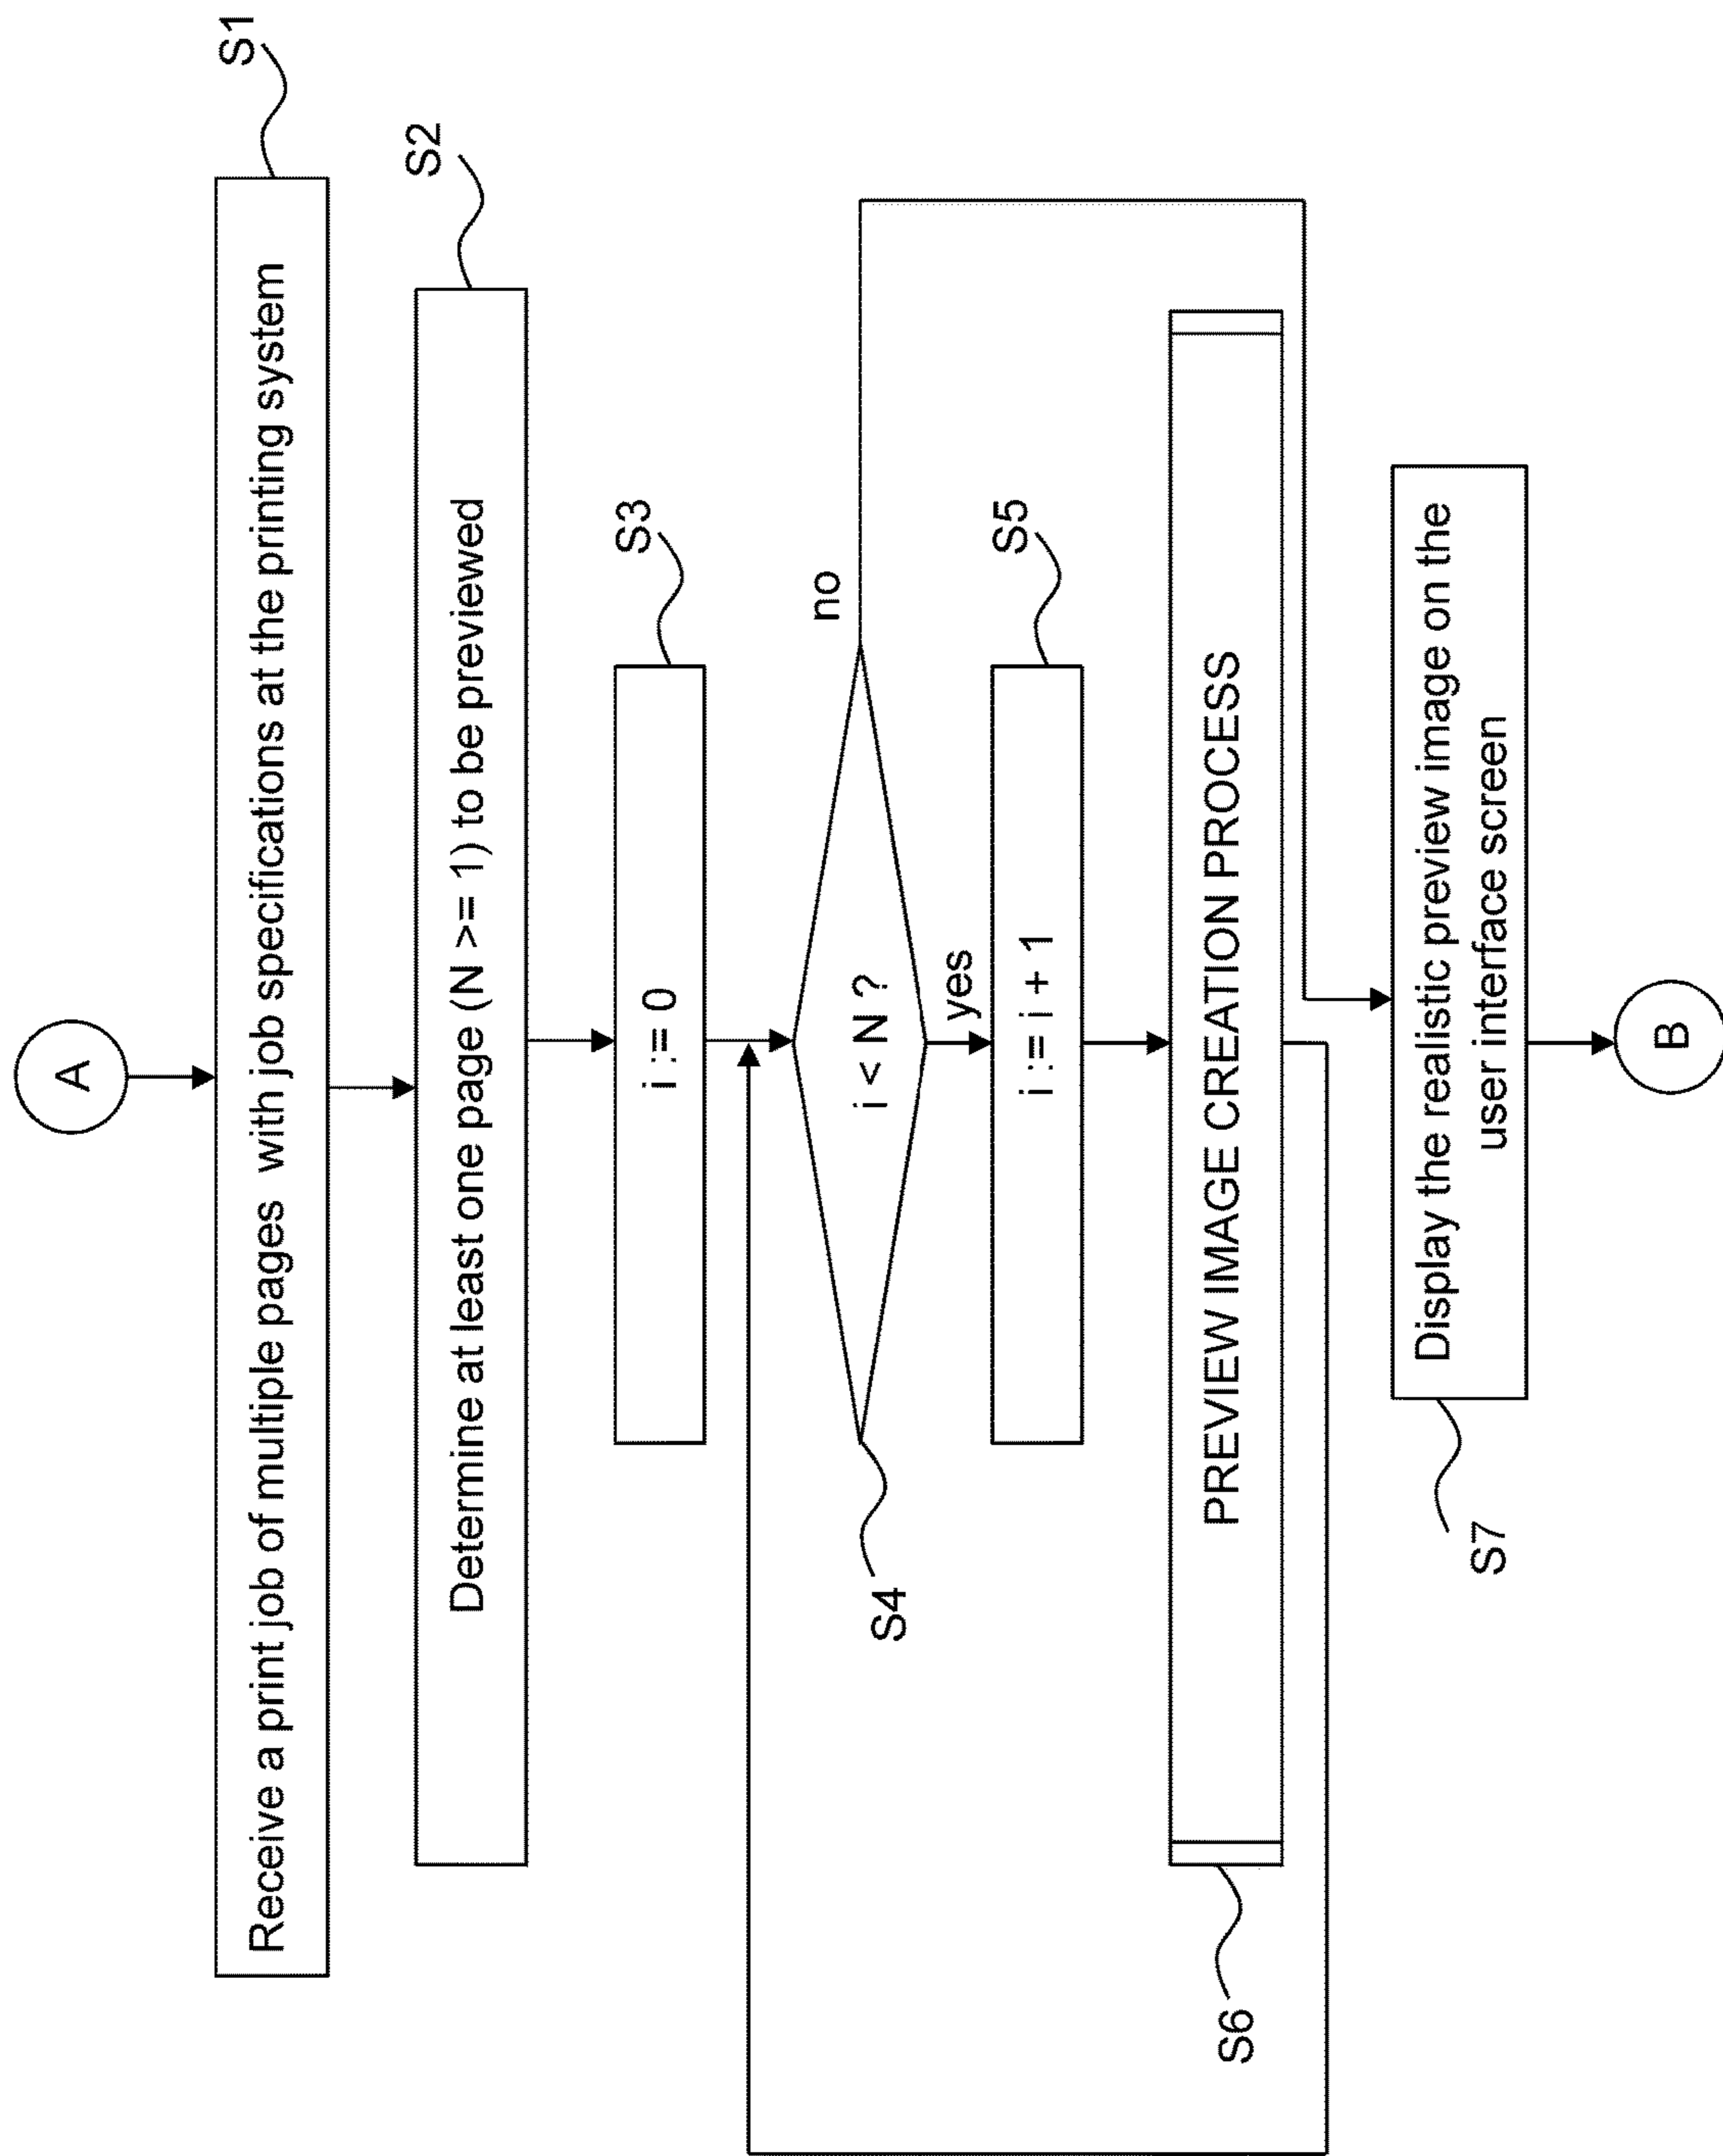 A
S1
Receive a print job of multiple pages with job specifications at the printing system
S2
Determine at least one page (N >= 1) to be previewed
S3
i := 0
S4
i < N ?
no
yes
S5
i := i + 1
S6
PREVIEW IMAGE CREATION PROCESS
S7
Display the realistic preview image on the
user interface screen
B